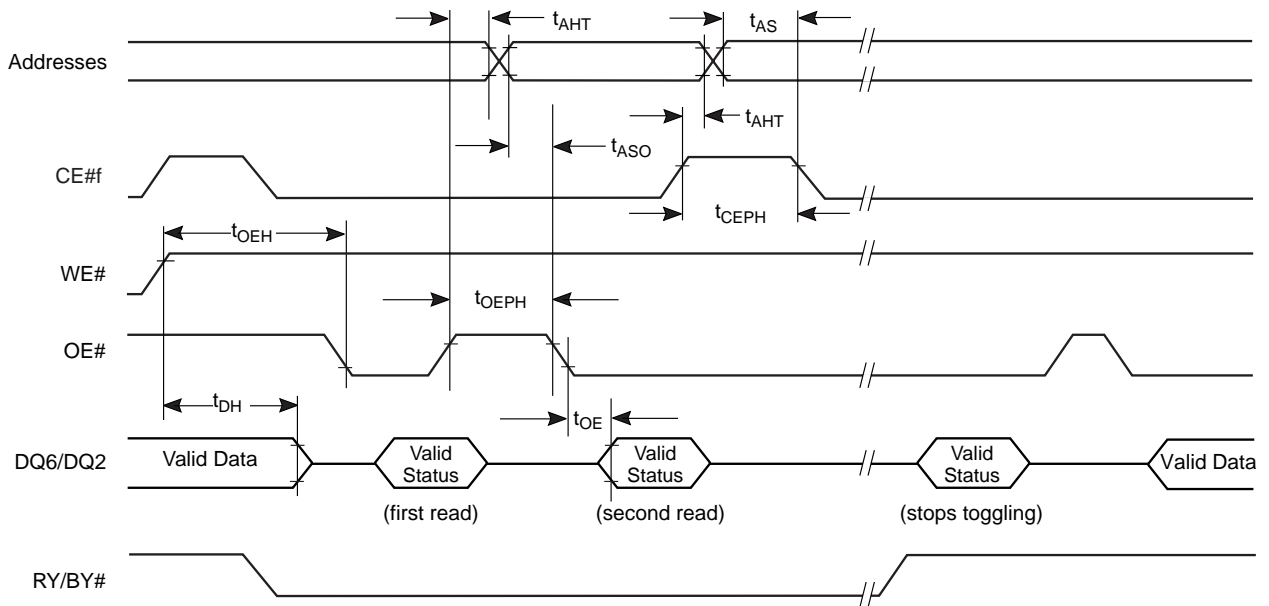 tAHT
tAS
Addresses
tAHT
tASO
CE#f
tCEPH
tOEH
WE#
tOEPH
OE#
tDH
tOE
DQ6/DQ2
Valid Data
Valid
Status
Valid
Status
Valid
Status
Valid Data
(first read)
(second read)
(stops toggling)
RY/BY#